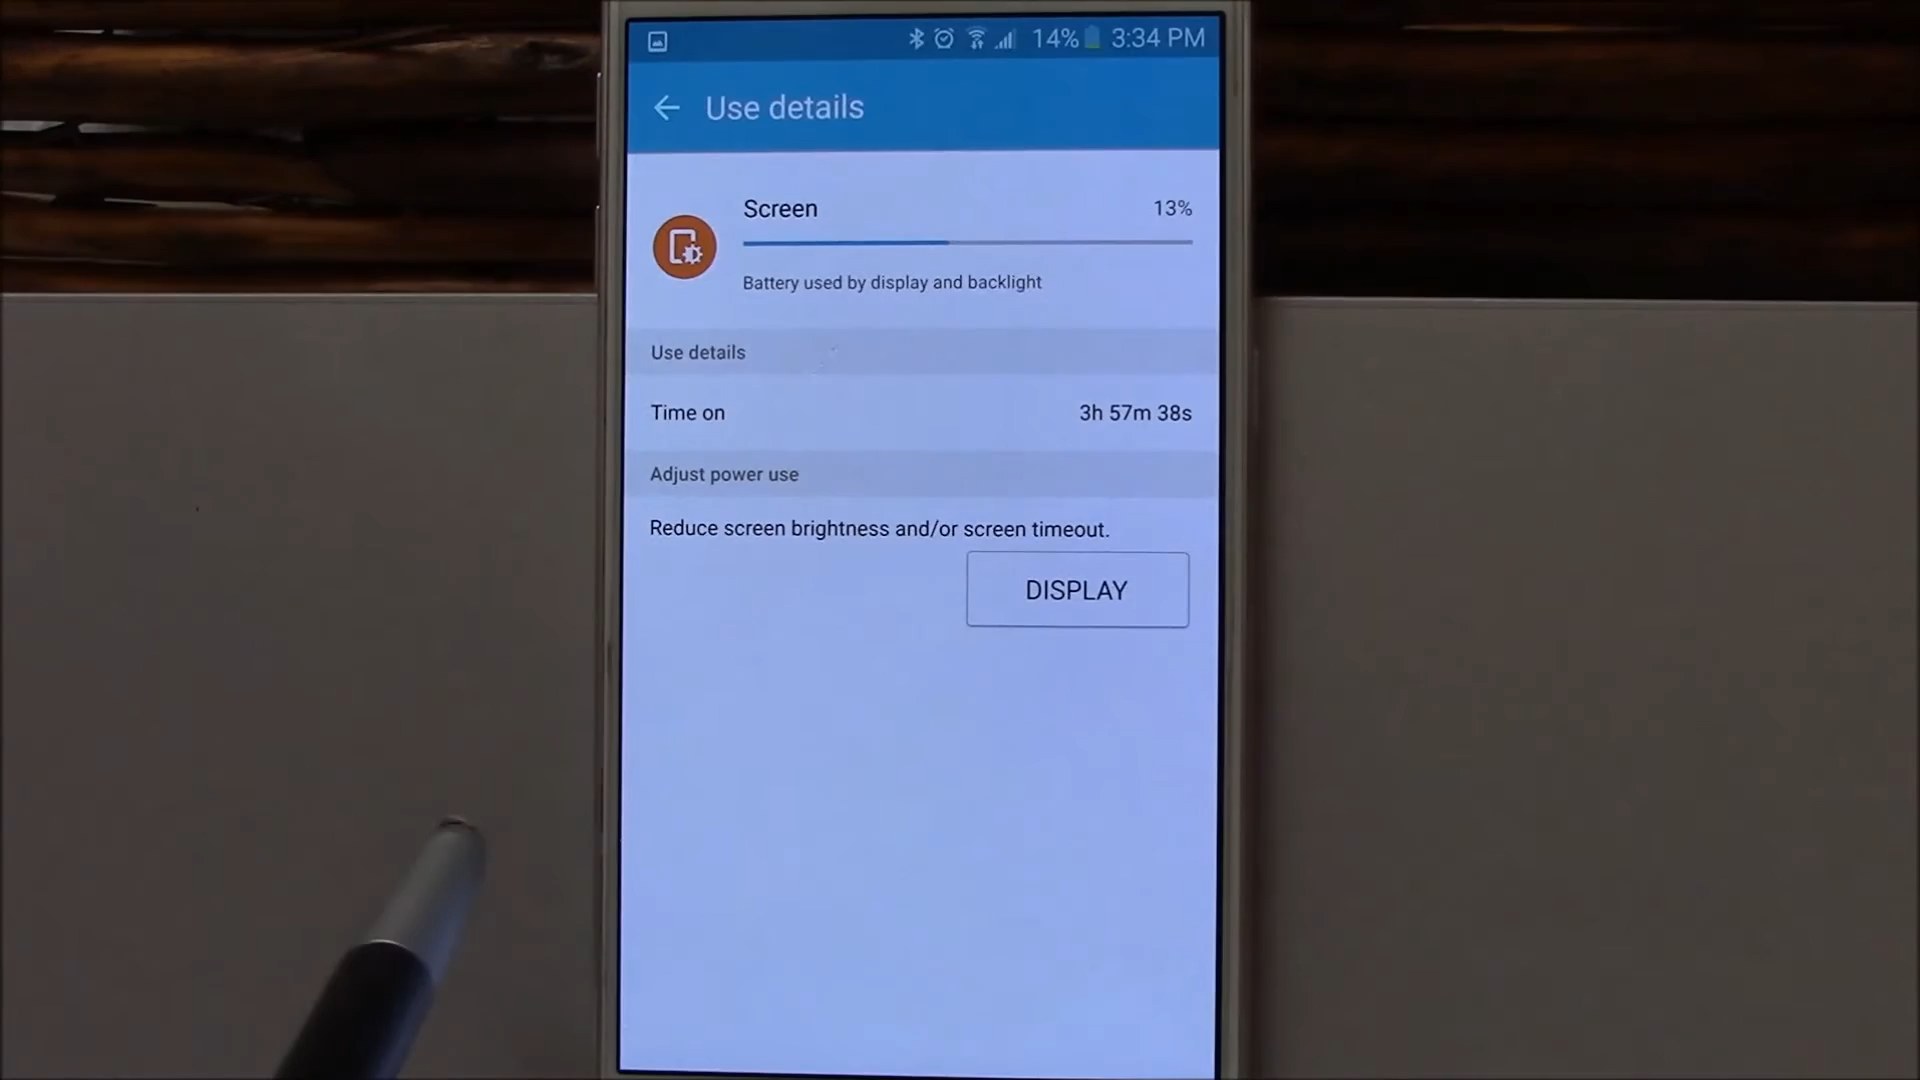 14% 3:34 PM
Use details
Screen 13%
Battery used by display and backlight
Use details
Time on 3h 57m 38s
Adjust power use
Reduce screen brightness and/or screen timeout.
DISPLAY